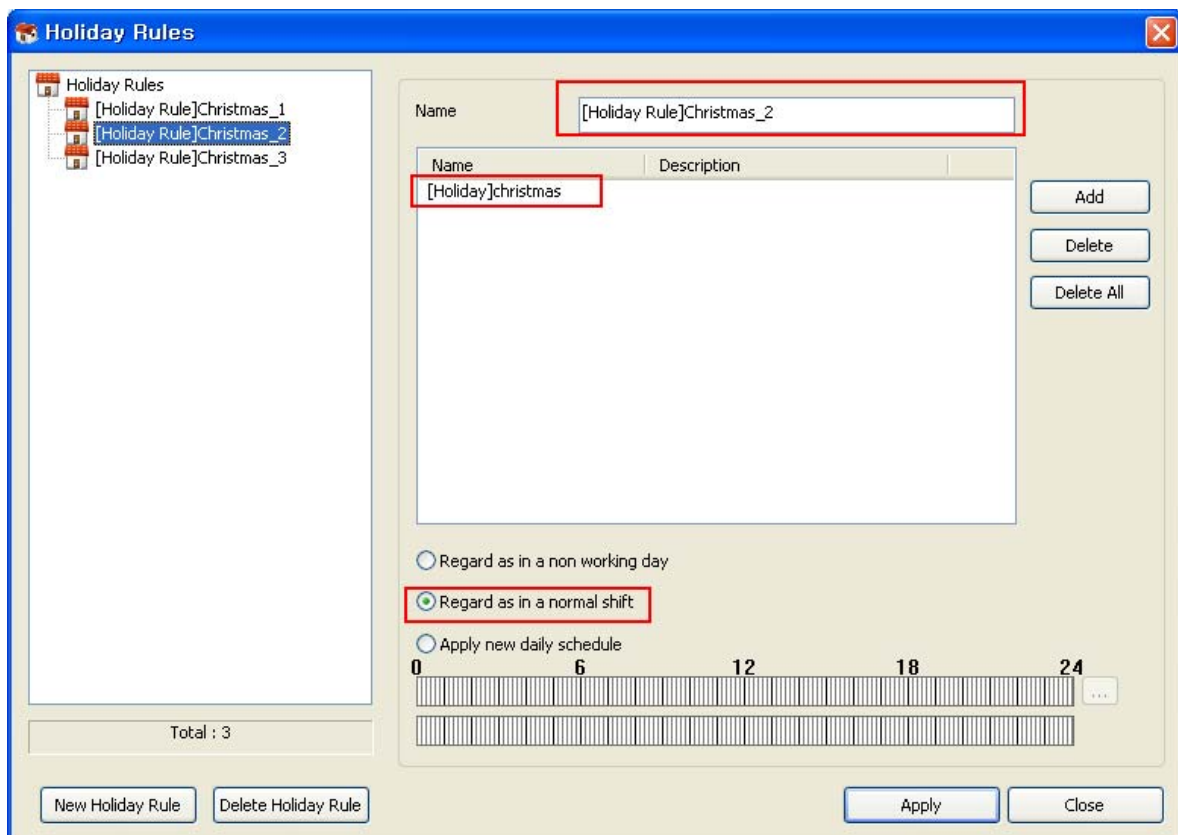 Holiday Rules
Holiday Rules
[Holiday Rule]Christmas_1
[Holiday Rule]Christmas_2
[Holiday Rule]Christmas_3
Total : 3
New Holiday Rule
Delete Holiday Rule
Name
[Holiday Rule]Christmas_2
Name Description
[Holiday]christmas
Add
Delete
Delete All
Regard as in a non working day
Regard as in a normal shift
Apply new daily schedule
0 6 12 18 24
...
Apply
Close